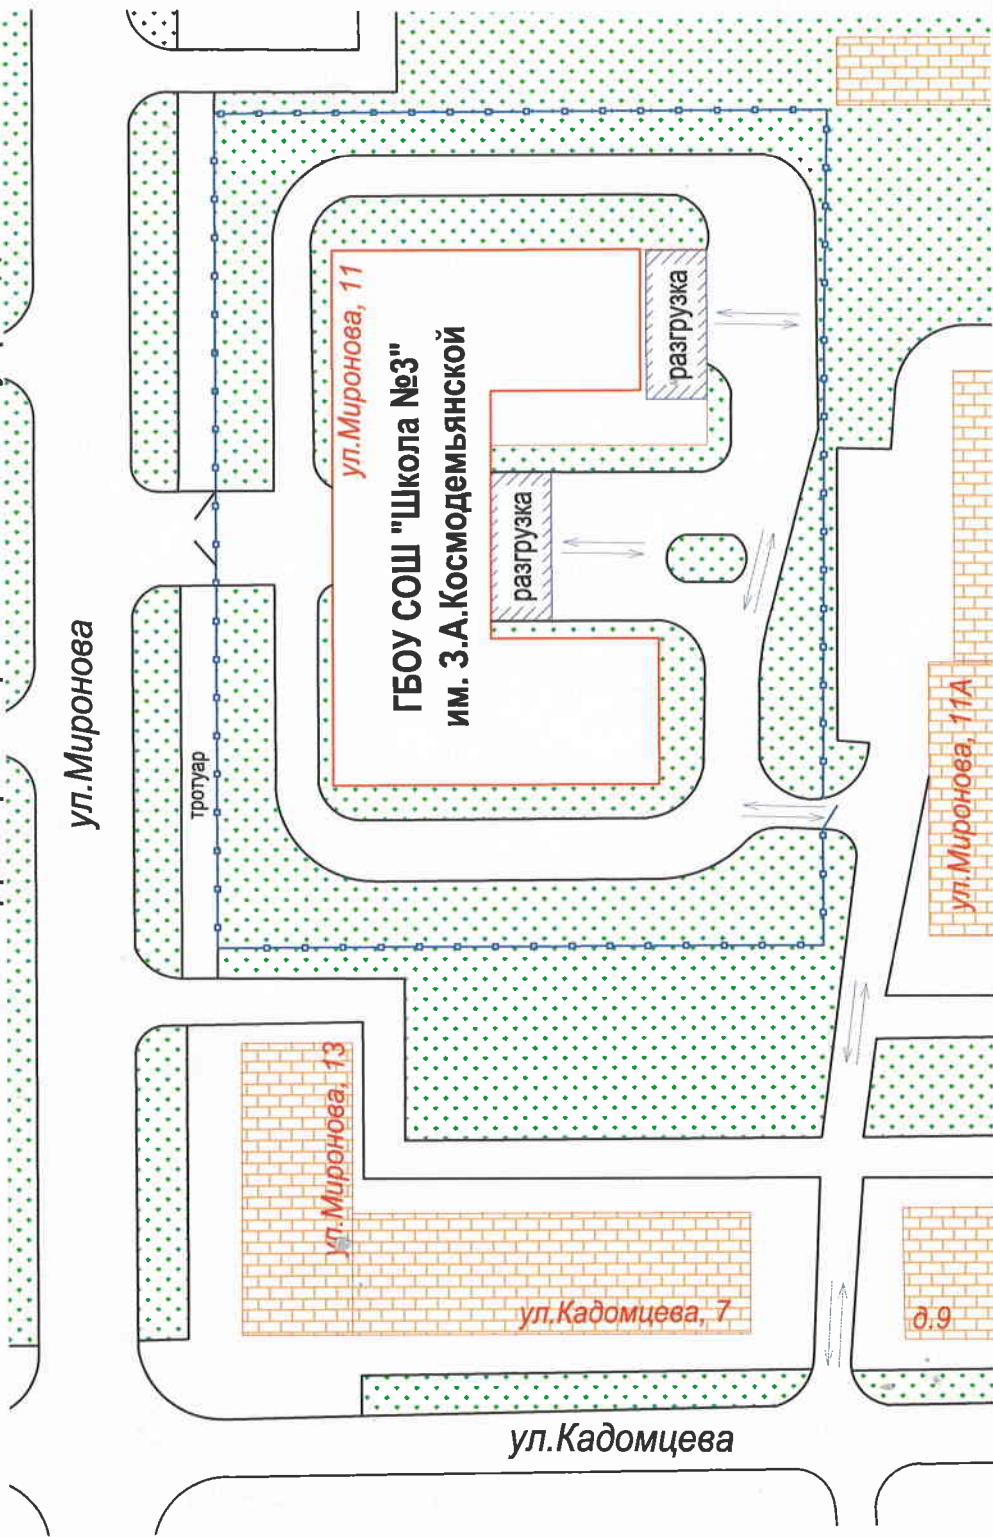 ул.Миронова
тротуар
ул.Миронова, 11
ГБОУ СОШ "Школа №3"
им. З.А.Космодемьянской
разгрузка
разгрузка
ул.Миронова, 11А
ул.Миронова, 13
ул.Кадомцева, 7
д.9
ул.Кадомцева